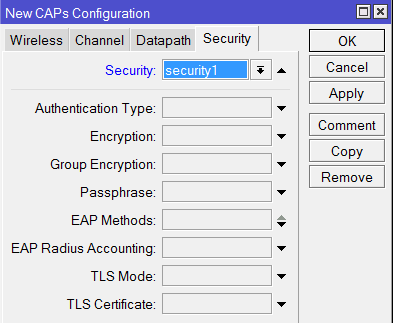 New CAPs Configuration
Wireless Channel Datapath Security
Security: security1
Authentication Type:
Encryption:
Group Encryption:
Passphrase:
EAP Methods:
EAP Radius Accounting:
TLS Mode:
TLS Certificate:
OK
Cancel
Apply
Comment
Copy
Remove